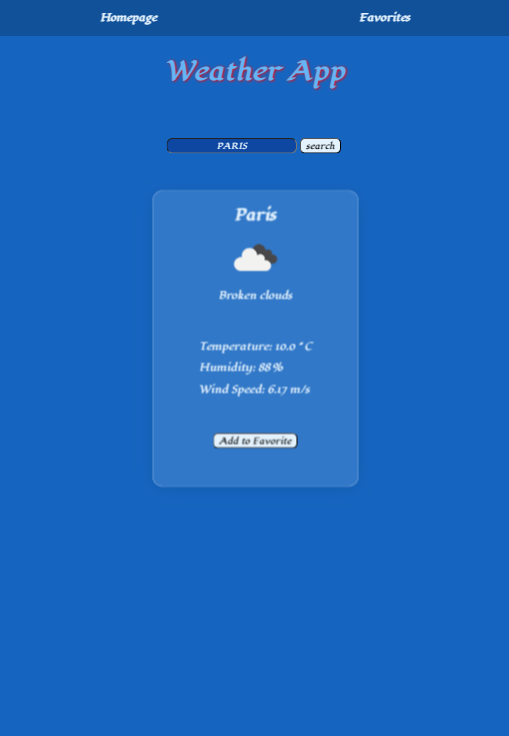 Homepage Favorites
Weather App
PARIS search
Paris
Broken clouds
Temperature: 10.0 ° C
Humidity: 88 %
Wind Speed: 6.17 m/s
Add to Favorite